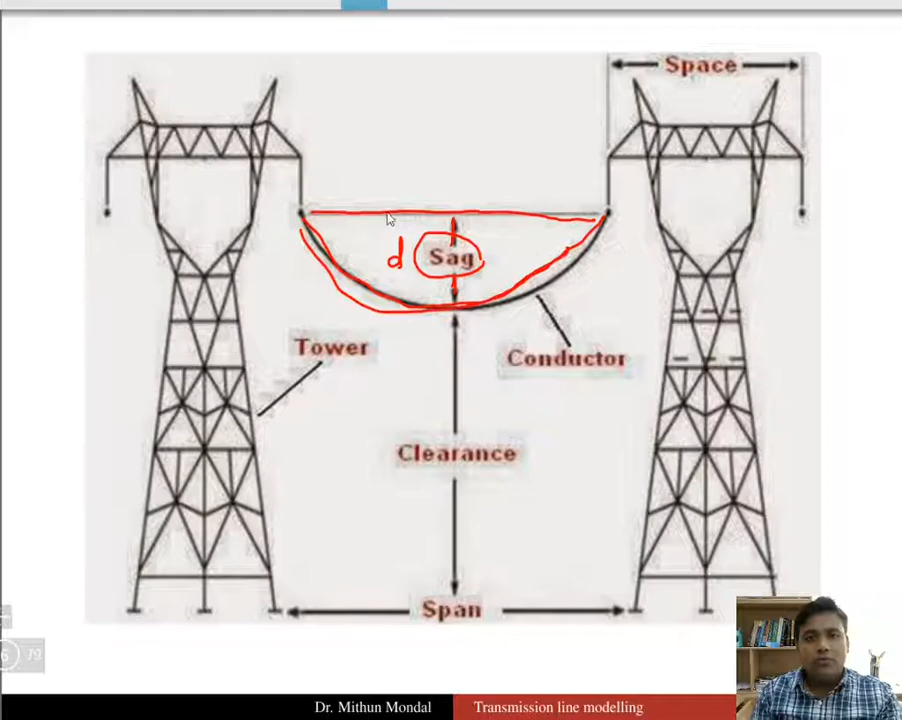 Space
d
Sag
Tower
Conductor
Clearance
Span
Dr. Mithun Mondal
Transmission line modelling